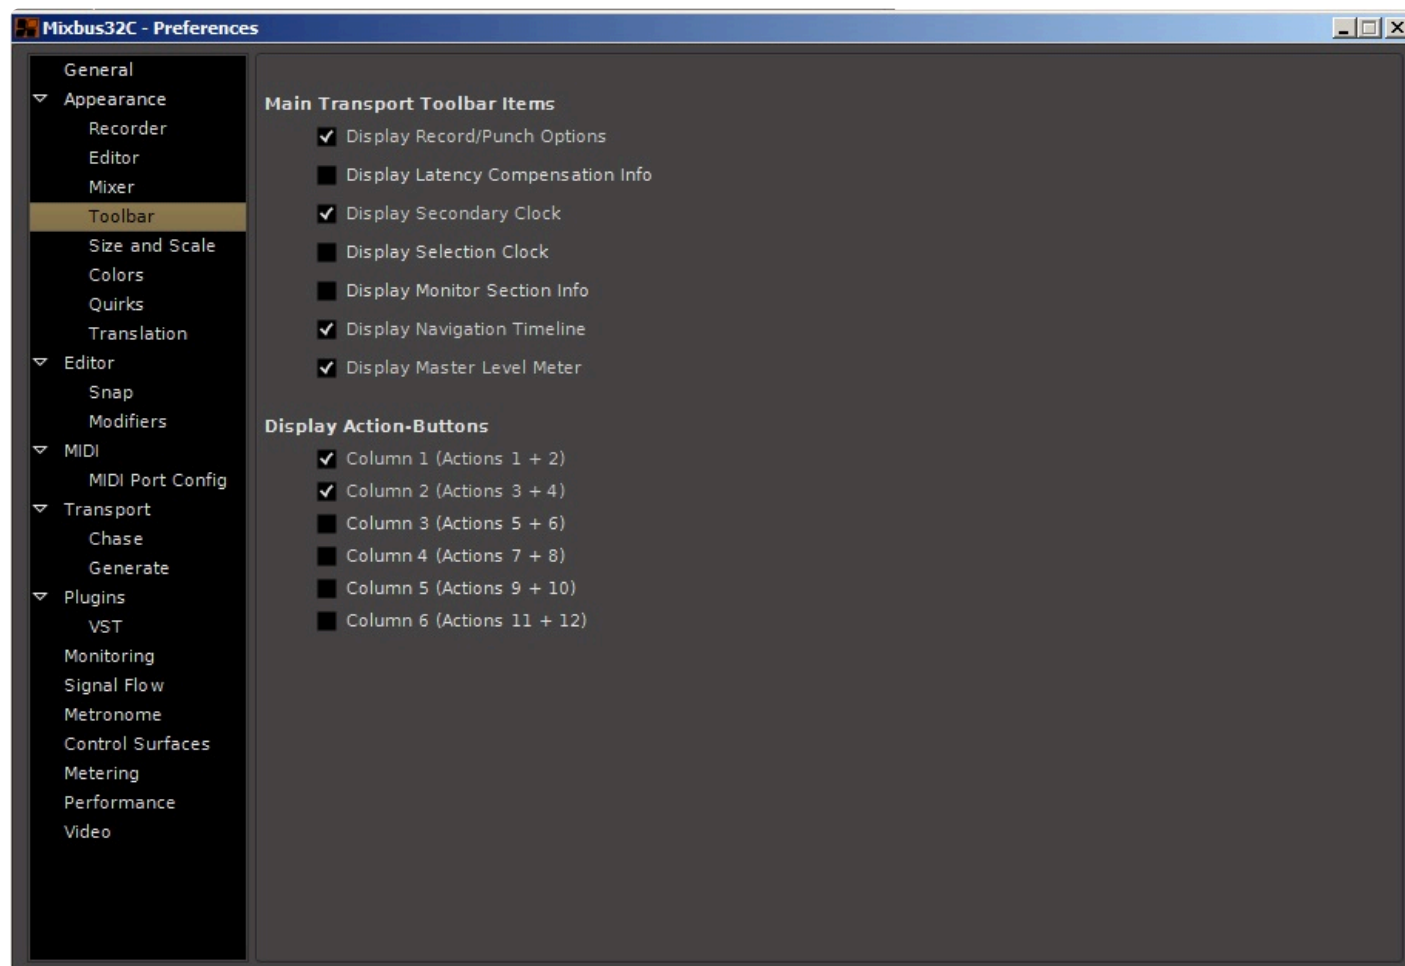 Mixbus32C - Preferences
General
Appearance
Recorder
Editor
Mixer
Toolbar
Size and Scale
Colors
Quirks
Translation
Editor
Snap
Modifiers
MIDI
MIDI Port Config
Transport
Chase
Generate
Plugins
VST
Monitoring
Signal Flow
Metronome
Control Surfaces
Metering
Performance
Video
Main Transport Toolbar Items
Display Record/Punch Options
Display Latency Compensation Info
Display Secondary Clock
Display Selection Clock
Display Monitor Section Info
Display Navigation Timeline
Display Master Level Meter
Display Action-Buttons
Column 1 (Actions 1 + 2)
Column 2 (Actions 3 + 4)
Column 3 (Actions 5 + 6)
Column 4 (Actions 7 + 8)
Column 5 (Actions 9 + 10)
Column 6 (Actions 11 + 12)